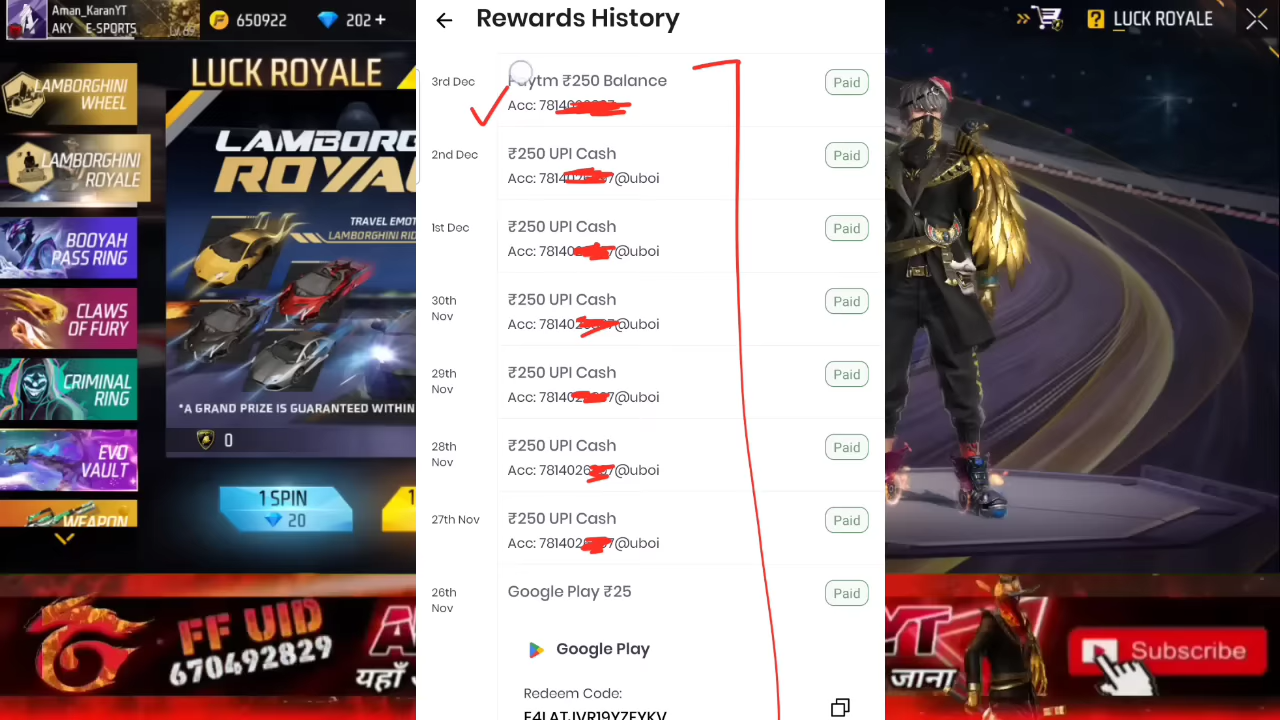 Aman_KaranYT
AKY E-SPORTS
650922
202 +
LAMBORGHINI
WHEEL
LAMBORGHINI
ROYALE
BOOYAH
PASS RING
CLAWS
OF FURY
CRIMINAL
RING
EVO
VAULT
WEAPON
LUCK ROYALE
TRAVEL
LAMBORGHINI
*A GRAND PRIZE IS GUARANTEED WITHIN
0
1 SPIN
20
Rewards History
3rd Dec
Paytm ₹250 Balance
Paid
2nd Dec
₹250 UPI Cash
Paid
1st Dec
₹250 UPI Cash
Paid
30th
Nov
₹250 UPI Cash
Paid
29th
Nov
₹250 UPI Cash
Paid
28th
Nov
₹250 UPI Cash
Paid
27th Nov
₹250 UPI Cash
Paid
26th
Nov
Google Play ₹25
Paid
Google Play
Redeem Code:
LUCK ROYALE
FF UID
670492829
यहाँ
YT
जाना
Subscribe